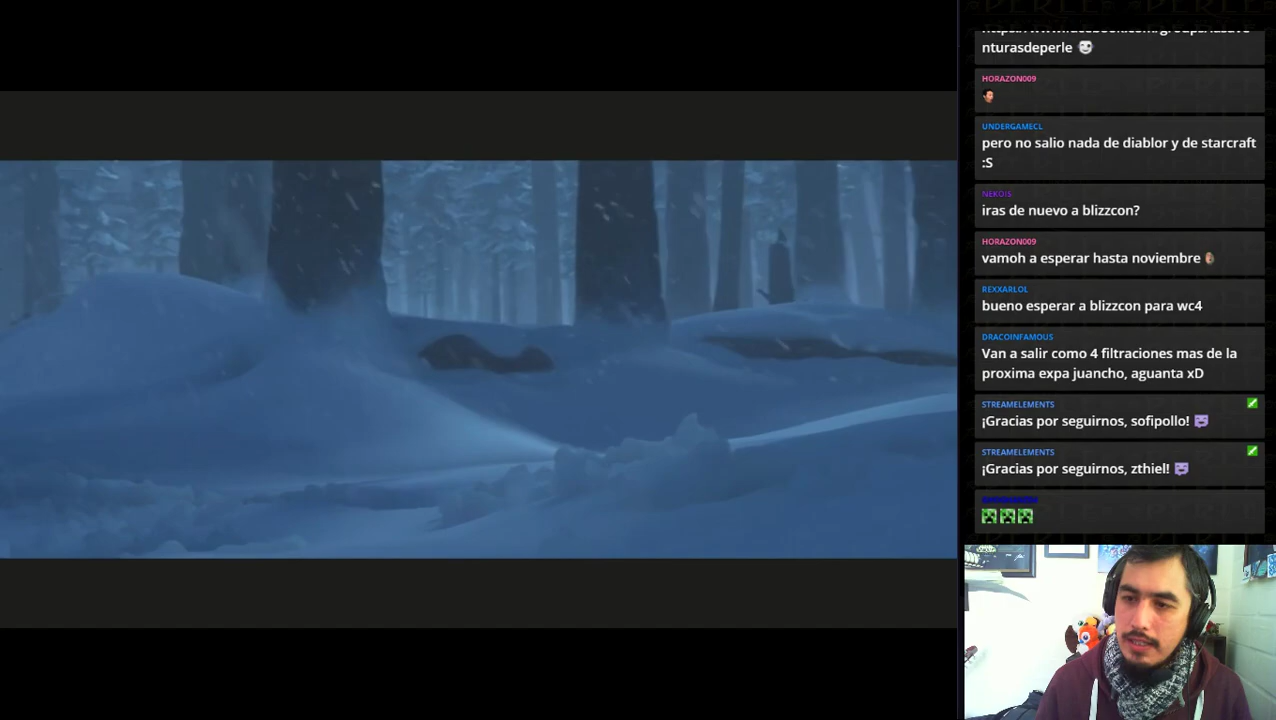 nturasdeperle
HORAZON009
UNDERGAMECL
pero no salio nada de diablor y de starcraft
:S
NEKOIS
iras de nuevo a blizzcon?
HORAZON009
vamoh a esperar hasta noviembre
REXXARLOL
bueno esperar a blizzcon para wc4
DRACOINFAMOUS
Van a salir como 4 filtraciones mas de la
proxima expa juancho, aguanta xD
STREAMELEMENTS
¡Gracias por seguirnos, sofipollo!
STREAMELEMENTS
¡Gracias por seguirnos, zthiel!